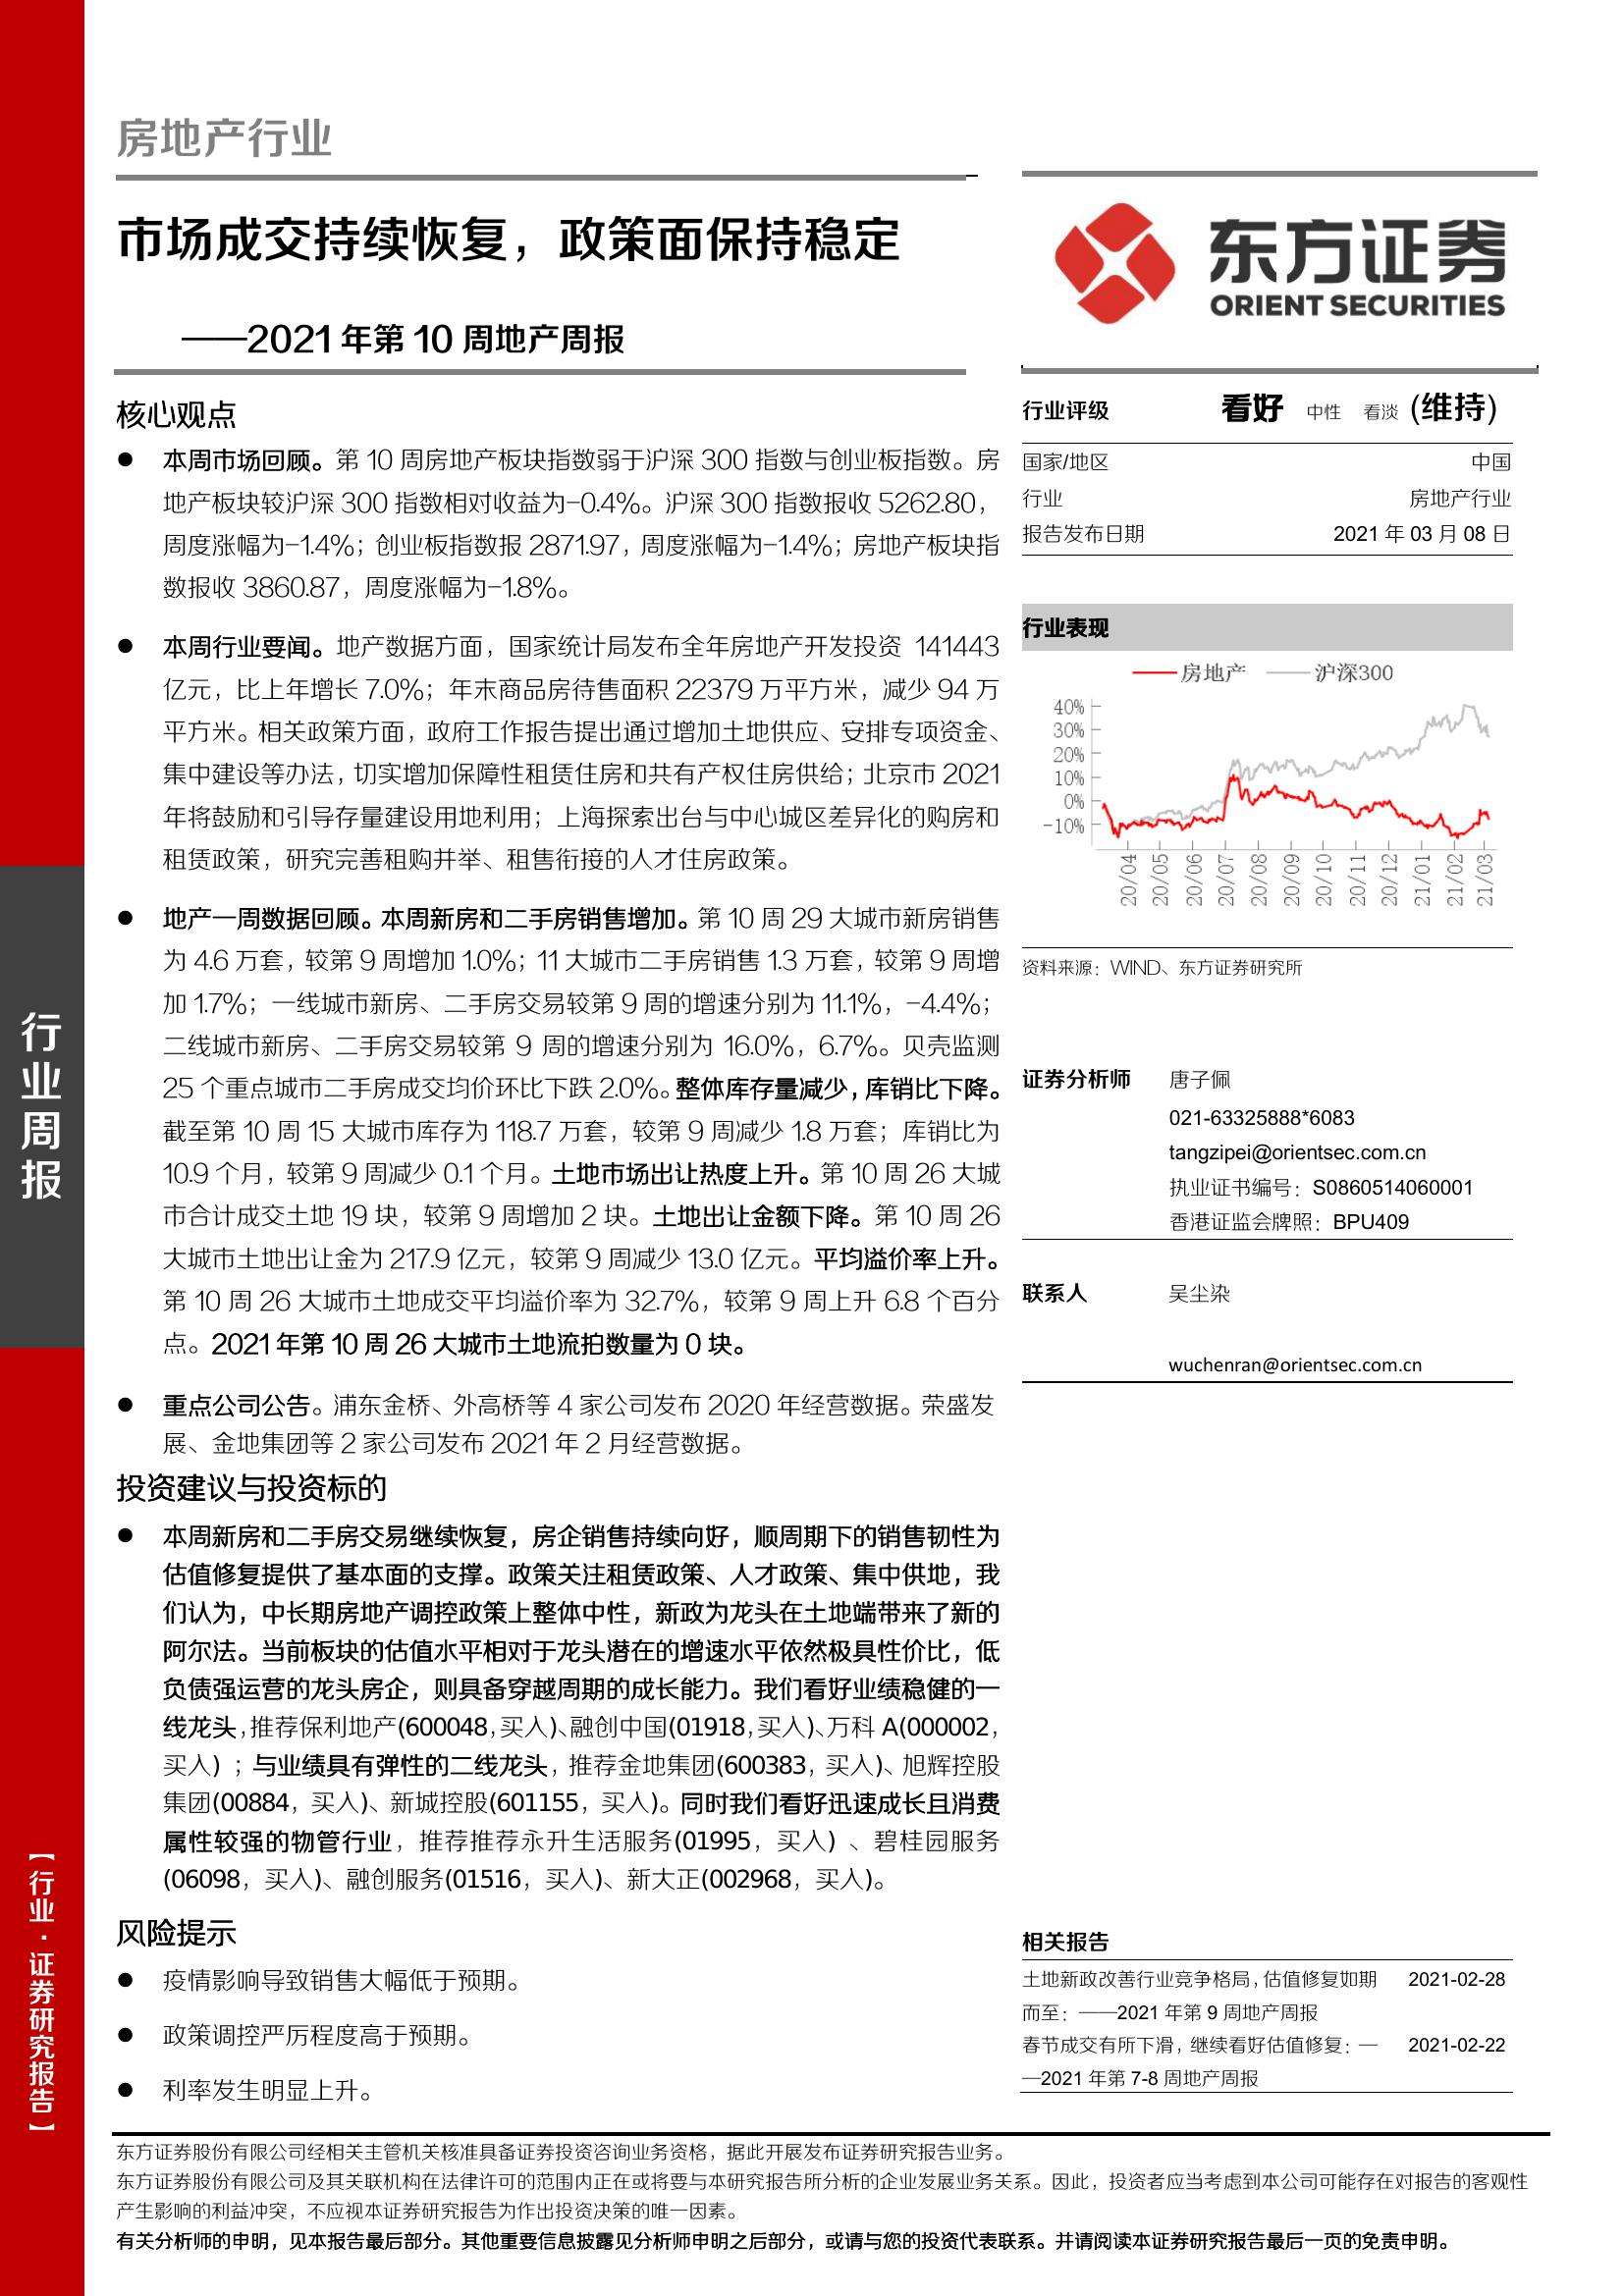 房地产行业
市场成交持续恢复，政策面保持稳定
——2021 年第 10 周地产周报
核心观点
● 本周市场回顾。第 10 周房地产板块指数弱于沪深 300 指数与创业板指数。房
地产板块较沪深 300 指数相对收益为-0.4%。沪深 300 指数报收 5262.80，
周度涨幅为-1.4%；创业板指数报 2871.97，周度涨幅为-1.4%；房地产板块指
数报收 3860.87，周度涨幅为-1.8%。
● 本周行业要闻。地产数据方面，国家统计局发布全年房地产开发投资 141443
亿元，比上年增长 7.0%；年末商品房待售面积 22379 万平方米，减少 94 万
平方米。相关政策方面，政府工作报告提出通过增加土地供应、安排专项资金、
集中建设等办法，切实增加保障性租赁住房和共有产权住房供给；北京市 2021
年将鼓励和引导存量建设用地利用；上海探索出台与中心城区差异化的购房和
租赁政策，研究完善租购并举、租售衔接的人才住房政策。
● 地产一周数据回顾。本周新房和二手房销售增加。第 10 周 29 大城市新房销售
为 4.6 万套，较第 9 周增加 1.0%；11 大城市二手房销售 1.3 万套，较第 9 周增
加 1.7%；一线城市新房、二手房交易较第 9 周的增速分别为 11.1%，-4.4%；
二线城市新房、二手房交易较第 9 周的增速分别为 16.0%，6.7%。贝壳监测
25 个重点城市二手房成交均价环比下跌 2.0%。整体库存量减少，库销比下降。
截至第 10 周 15 大城市库存为 118.7 万套，较第 9 周减少 1.8 万套；库销比为
10.9 个月，较第 9 周减少 0.1 个月。土地市场出让热度上升。第 10 周 26 大城
市合计成交土地 19 块，较第 9 周增加 2 块。土地出让金额下降。第 10 周 26
大城市土地出让金为 217.9 亿元，较第 9 周减少 13.0 亿元。平均溢价率上升。
第 10 周 26 大城市土地成交平均溢价率为 32.7%，较第 9 周上升 6.8 个百分
点。2021 年第 10 周 26 大城市土地流拍数量为 0 块。
● 重点公司公告。浦东金桥、外高桥等 4 家公司发布 2020 年经营数据。荣盛发
展、金地集团等 2 家公司发布 2021 年 2 月经营数据。
投资建议与投资标的
● 本周新房和二手房交易继续恢复，房企销售持续向好，顺周期下的销售韧性为
估值修复提供了基本面的支撑。政策关注租赁政策、人才政策、集中供地，我
们认为，中长期房地产调控政策上整体中性，新政为龙头在土地端带来了新的
阿尔法。当前板块的估值水平相对于龙头潜在的增速水平依然极具性价比，低
负债强运营的龙头房企，则具备穿越周期的成长能力。我们看好业绩稳健的一
线龙头，推荐保利地产(600048，买入)、融创中国(01918，买入)、万科 A(000002，
买入) ；与业绩具有弹性的二线龙头，推荐金地集团(600383，买入)、旭辉控股
集团(00884，买入)、新城控股(601155，买入)。同时我们看好迅速成长且消费
属性较强的物管行业，推荐推荐永升生活服务(01995，买入) 、碧桂园服务
(06098，买入)、融创服务(01516，买入)、新大正(002968，买入)。
风险提示
● 疫情影响导致销售大幅低于预期。
● 政策调控严厉程度高于预期。
● 利率发生明显上升。
东方证券
ORIENT SECURITIES
行业评级 看好 中性 看淡 (维持)
国家/地区 中国
行业 房地产行业
报告发布日期 2021 年 03 月 08 日
行业表现
房地产 沪深300
40%
30%
20%
10%
0%
-10%
20/04 20/05 20/06 20/07 20/08 20/09 20/10 20/11 20/12 21/01 21/02 21/03
资料来源：WIND、东方证券研究所
证券分析师 唐子佩
021-63325888*6083
tangzipei@orientsec.com.cn
执业证书编号：S0860514060001
香港证监会牌照：BPU409
联系人 吴尘染
wuchenran@orientsec.com.cn
相关报告
土地新政改善行业竞争格局，估值修复如期 2021-02-28
而至：——2021 年第 9 周地产周报
春节成交有所下滑，继续看好估值修复：— 2021-02-22
—2021 年第 7-8 周地产周报
行业周报
【行业·证券研究报告】
东方证券股份有限公司经相关主管机关核准具备证券投资咨询业务资格，据此开展发布证券研究报告业务。
东方证券股份有限公司及其关联机构在法律许可的范围内正在或将要与本研究报告所分析的企业发展业务关系。因此，投资者应当考虑到本公司可能存在对报告的客观性
产生影响的利益冲突，不应视本证券研究报告为作出投资决策的唯一因素。
有关分析师的申明，见本报告最后部分。其他重要信息披露见分析师申明之后部分，或请与您的投资代表联系。并请阅读本证券研究报告最后一页的免责申明。